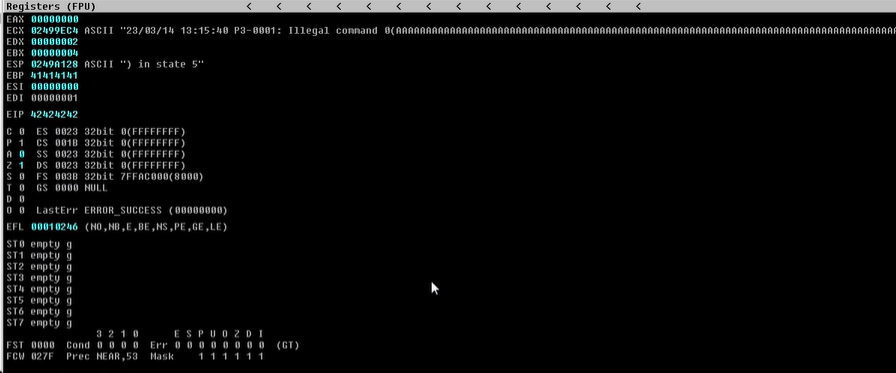 Registers (FPU) < < < < < < < < < < < < < <
EAX 00000000
ECX 02499EC4 ASCII "23/03/14 13:15:40 P3-0001: Illegal command 0(AAAAAAAAAAAAAAAAAAAAAAAAAAAAAAAAAAAAAAAAAAAAAAAAAAAAAAAAAAAAAAAAAAAAAAAAAAAAAAAAAAA
EDX 00000002
EBX 00000004
ESP 0249A128 ASCII ") in state 5"
EBP 41414141
ESI 00000000
EDI 00000001
EIP 42424242
C 0 ES 0023 32bit 0(FFFFFFFF)
P 1 CS 001B 32bit 0(FFFFFFFF)
A 0 SS 0023 32bit 0(FFFFFFFF)
Z 1 DS 0023 32bit 0(FFFFFFFF)
S 0 FS 003B 32bit 7FFAC000(8000)
T 0 GS 0000 NULL
D 0
O 0 LastErr ERROR_SUCCESS (00000000)
EFL 00010246 (NO,NB,E,BE,NS,PE,GE,LE)
ST0 empty g
ST1 empty g
ST2 empty g
ST3 empty g
ST4 empty g
ST5 empty g
ST6 empty g
ST7 empty g
3 2 1 0 E S P U O Z D I
FST 0000 Cond 0 0 0 0 Err 0 0 0 0 0 0 0 0 (GT)
FCW 027F Prec NEAR,53 Mask 1 1 1 1 1 1